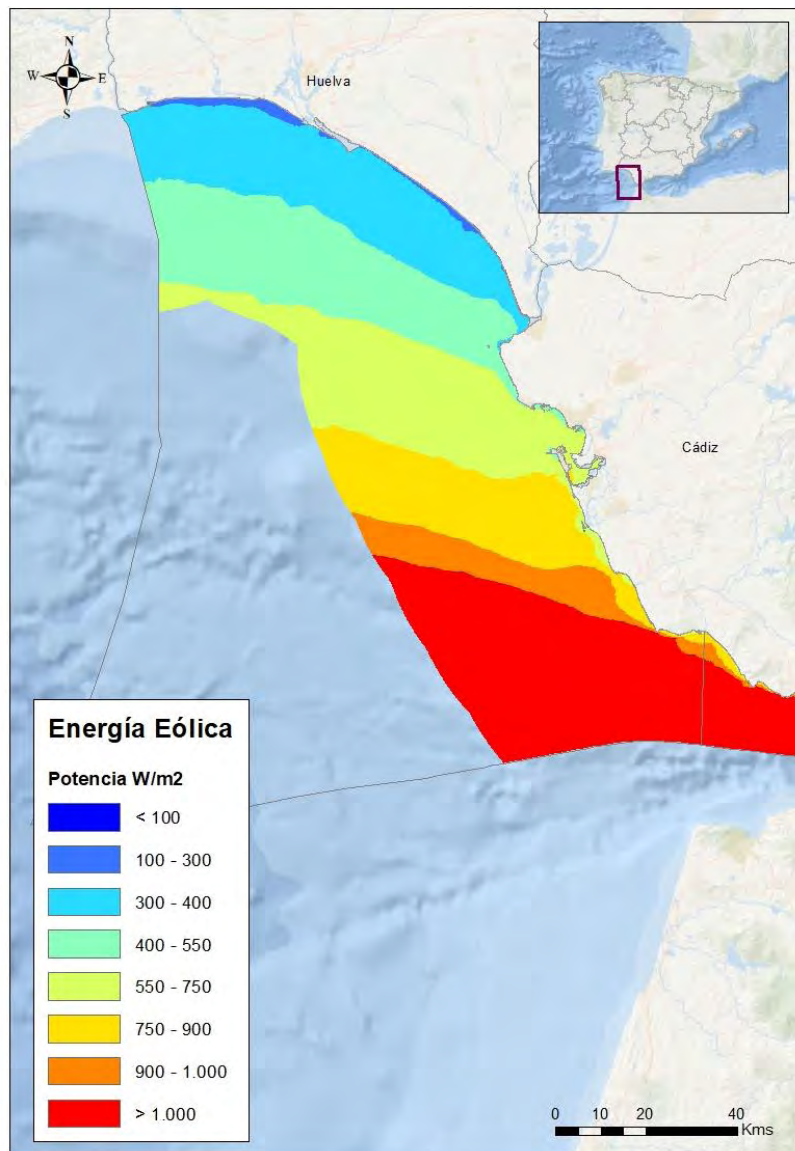 N
W E
S
Huelva
Cádiz
Energía Eólica
Potencia W/m2
< 100
100 - 300
300 - 400
400 - 550
550 - 750
750 - 900
900 - 1.000
> 1.000
0 5 10 20 40
Kms